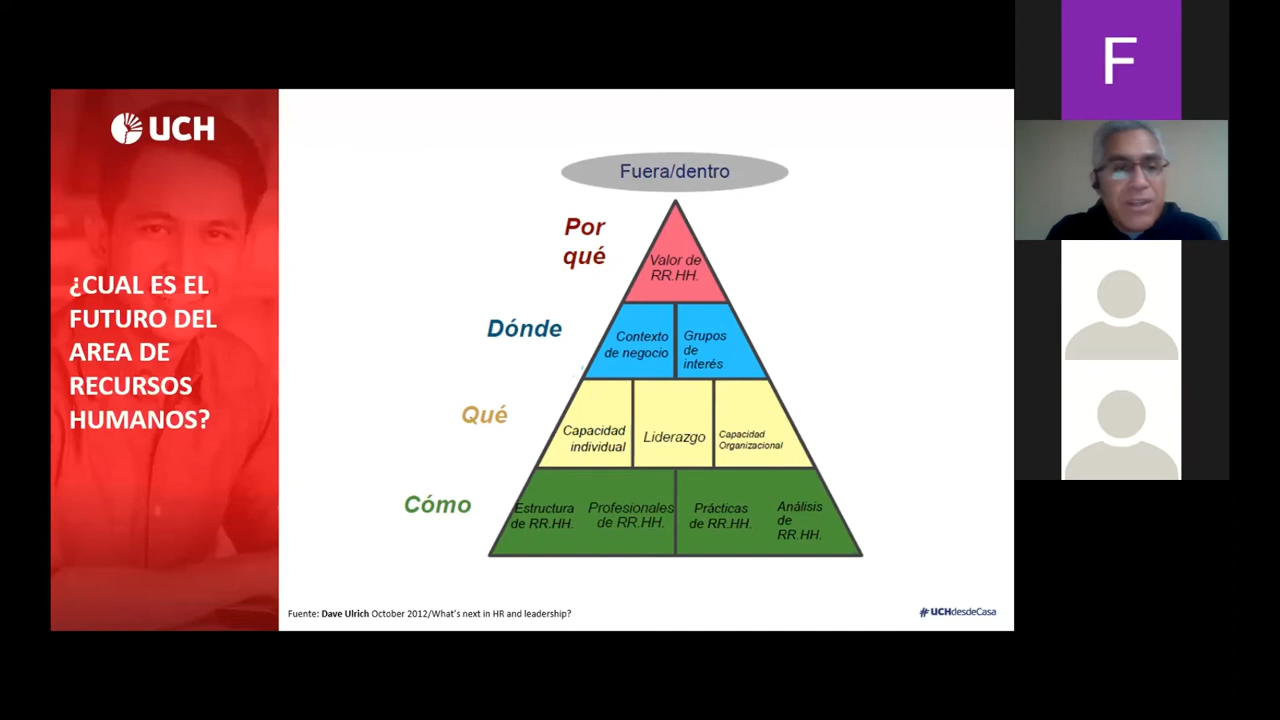 UCH
¿CUAL ES EL
FUTURO DEL
AREA DE
RECURSOS
HUMANOS?
Fuera/dentro
Por
qué
Valor de
RR.HH.
Dónde
Contexto
de negocio
Grupos
de
interés
Qué
Capacidad
individual
Liderazgo
Capacidad
Organizacional
Cómo
Estructura
de RR.HH.
Profesionales
de RR.HH.
Prácticas
de RR.HH.
Análisis
de
RR.HH.
Fuente: Dave Ulrich October 2012/What's next in HR and leadership?
#UCHdesdeCasa
F